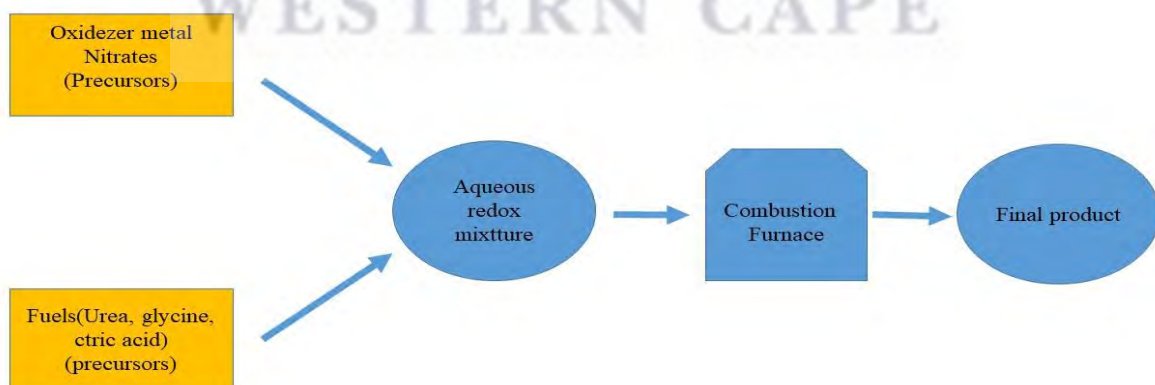 WESTERN CAPE
Oxidezer metal
Nitrates
(Precursors)
Aqueous
redox
mixtture
Combustion
Furnace
Final product
Fuels(Urea, glycine,
ctric acid)
(precursors)